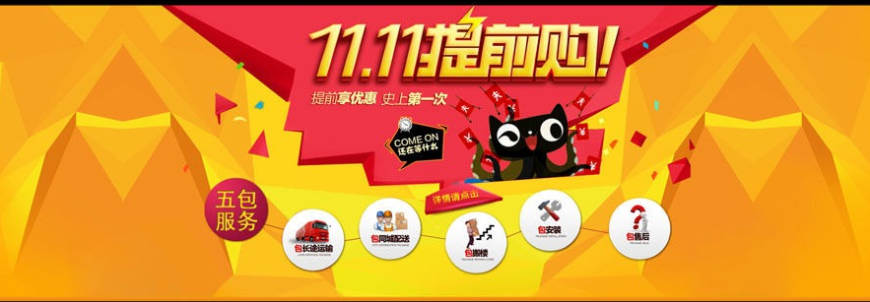 11.11提前购!
提前享优惠 史上第一次
COME ON
还在等什么
详情请点击
五包
服务
包长途运输
包同城配送
包搬楼
包安装
包售后